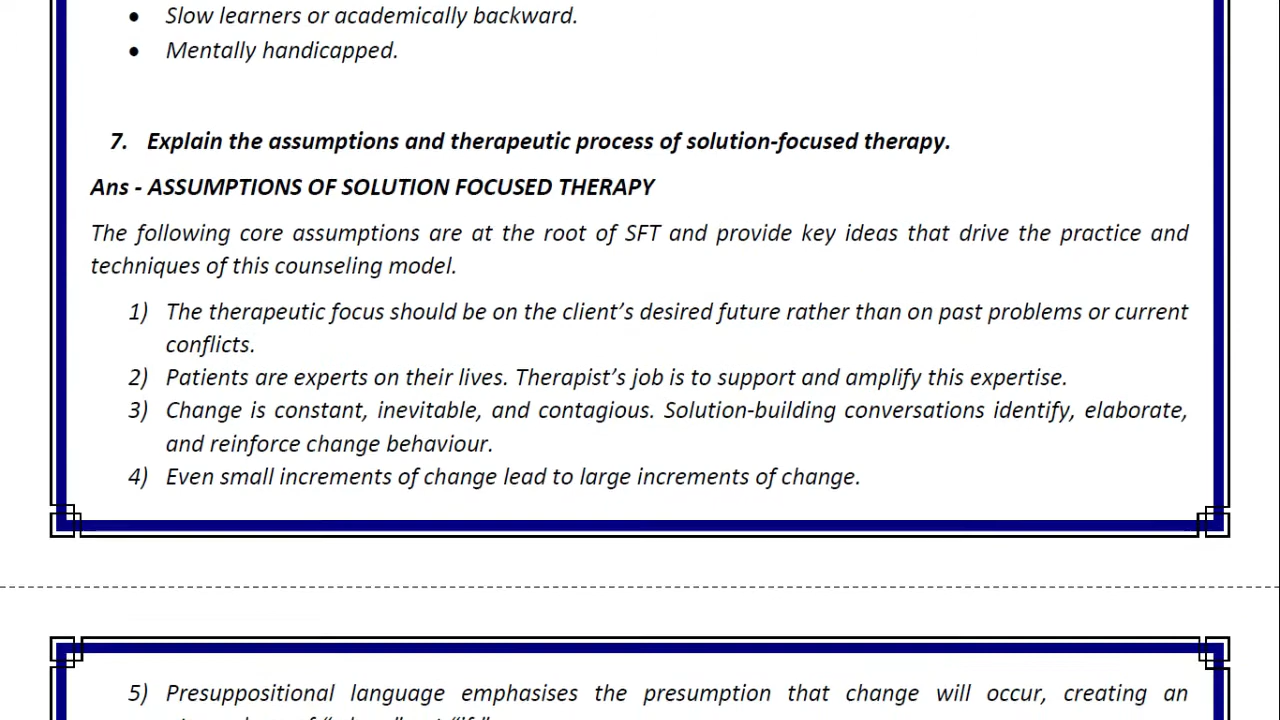 • Slow learners or academically backward.
• Mentally handicapped.
7. Explain the assumptions and therapeutic process of solution-focused therapy.
Ans - ASSUMPTIONS OF SOLUTION FOCUSED THERAPY
The following core assumptions are at the root of SFT and provide key ideas that drive the practice and
techniques of this counseling model.
1) The therapeutic focus should be on the client’s desired future rather than on past problems or current
conflicts.
2) Patients are experts on their lives. Therapist’s job is to support and amplify this expertise.
3) Change is constant, inevitable, and contagious. Solution-building conversations identify, elaborate,
and reinforce change behaviour.
4) Even small increments of change lead to large increments of change.
5) Presuppositional language emphasises the presumption that change will occur, creating an